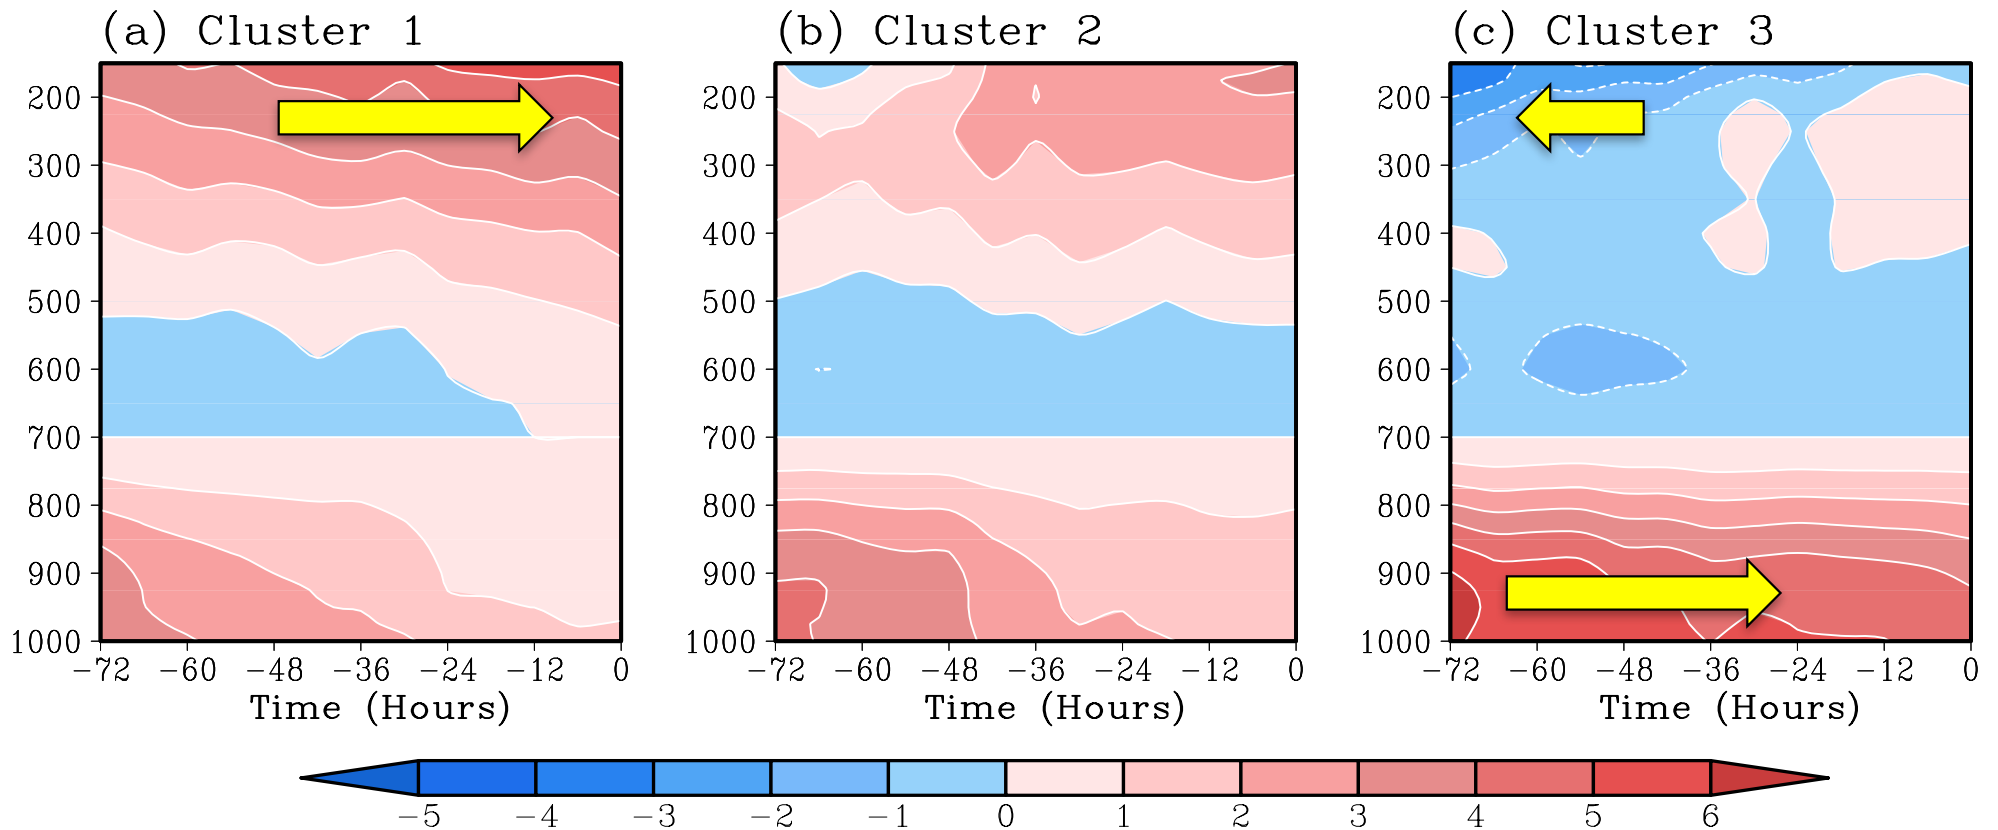 (a) Cluster 1 (b) Cluster 2 (c) Cluster 3
200 200 200
300 300 300
400 400 400
500 500 500
600 600 600
700 700 700
800 800 800
900 900 900
1000 1000 1000
−72 −60 −48 −36 −24 −12 0 −72 −60 −48 −36 −24 −12 0 −72 −60 −48 −36 −24 −12 0
Time (Hours) Time (Hours) Time (Hours)
−5 −4 −3 −2 −1 0 1 2 3 4 5 6